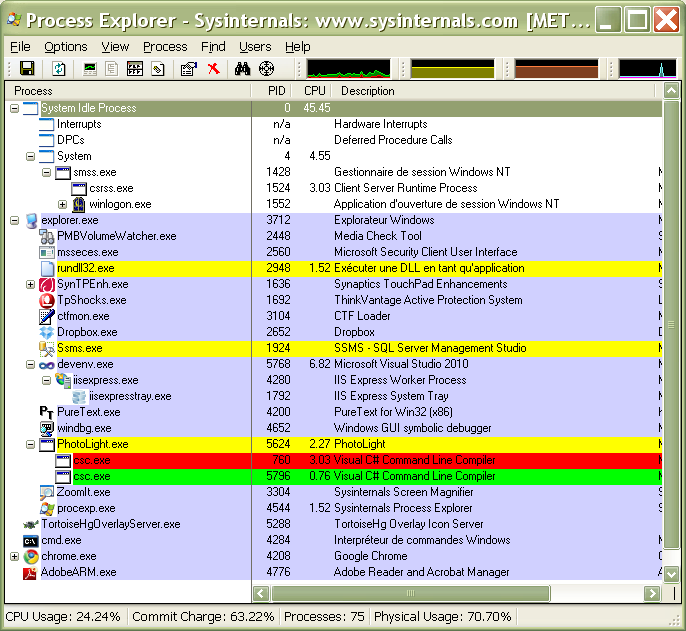 Process Explorer - Sysinternals: www.sysinternals.com [MET...
File Options View Process Find Users Help
Process PID CPU Description
System Idle Process 0 45.45
Interrupts n/a Hardware Interrupts
DPCs n/a Deferred Procedure Calls
System 4 4.55
smss.exe 1428 Gestionnaire de session Windows NT
csrss.exe 1524 3.03 Client Server Runtime Process
winlogon.exe 1552 Application d'ouverture de session Windows NT
explorer.exe 3712 Explorateur Windows
PMBVolumeWatcher.exe 2448 Media Check Tool
msseces.exe 2560 Microsoft Security Client User Interface
rundll32.exe 2948 1.52 Exécuter une DLL en tant qu'application
SynTPEnh.exe 1636 Synaptics TouchPad Enhancements
TpShocks.exe 1692 ThinkVantage Active Protection System
ctfmon.exe 3104 CTF Loader
Dropbox.exe 2652 Dropbox
Ssms.exe 1924 SSMS - SQL Server Management Studio
devenv.exe 5768 6.82 Microsoft Visual Studio 2010
iisexpress.exe 4280 IIS Express Worker Process
iisexpresstray.exe 1792 IIS Express System Tray
PureText.exe 4200 PureText for Win32 (x86)
windbg.exe 4652 Windows GUI symbolic debugger
PhotoLight.exe 5624 2.27 PhotoLight
csc.exe 760 3.03 Visual C# Command Line Compiler
csc.exe 5796 0.76 Visual C# Command Line Compiler
ZoomIt.exe 3304 Sysinternals Screen Magnifier
procexp.exe 4544 1.52 Sysinternals Process Explorer
TortoiseHgOverlayServer.exe 5288 TortoiseHg Overlay Icon Server
cmd.exe 4284 Interpréteur de commandes Windows
chrome.exe 4208 Google Chrome
AdobeARM.exe 4776 Adobe Reader and Acrobat Manager
CPU Usage: 24.24% Commit Charge: 63.22% Processes: 75 Physical Usage: 70.70%